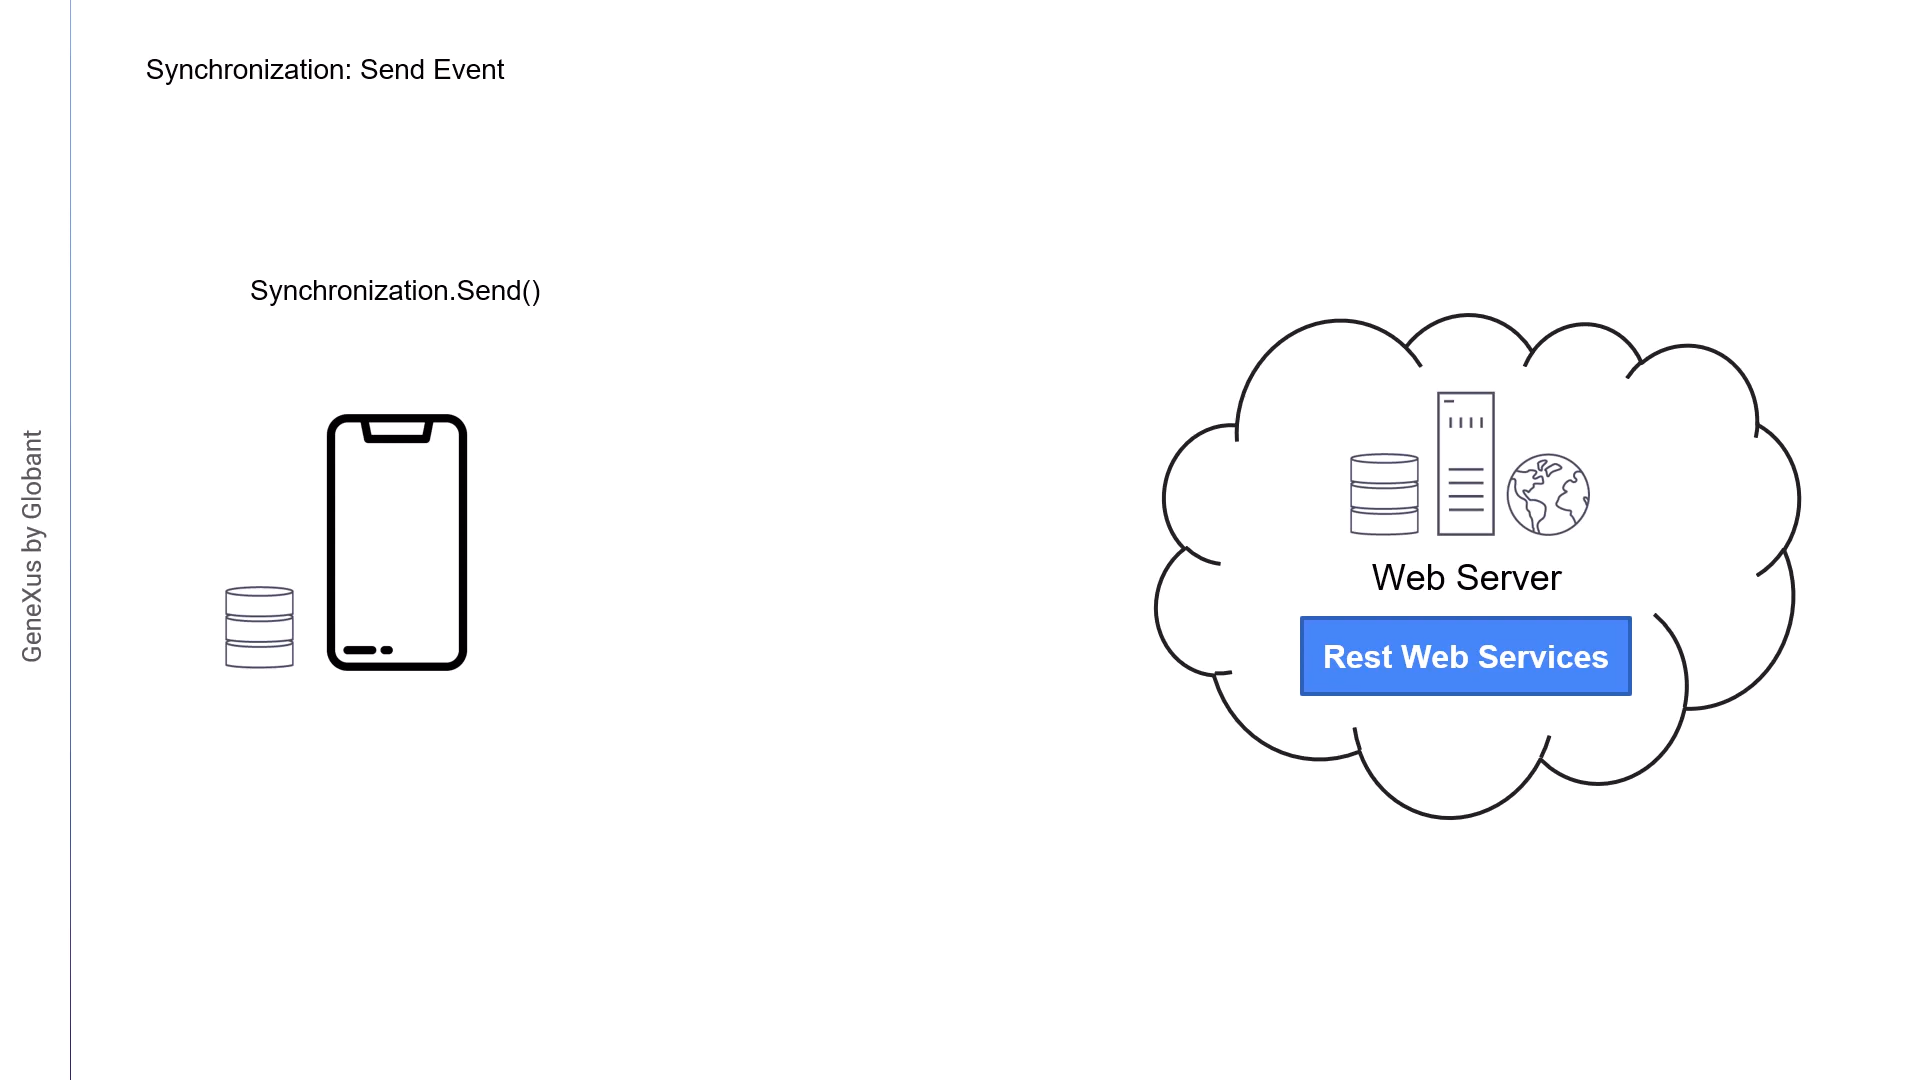 Synchronization: Send Event
Synchronization.Send()
Web Server
Rest Web Services
GeneXus by Globant